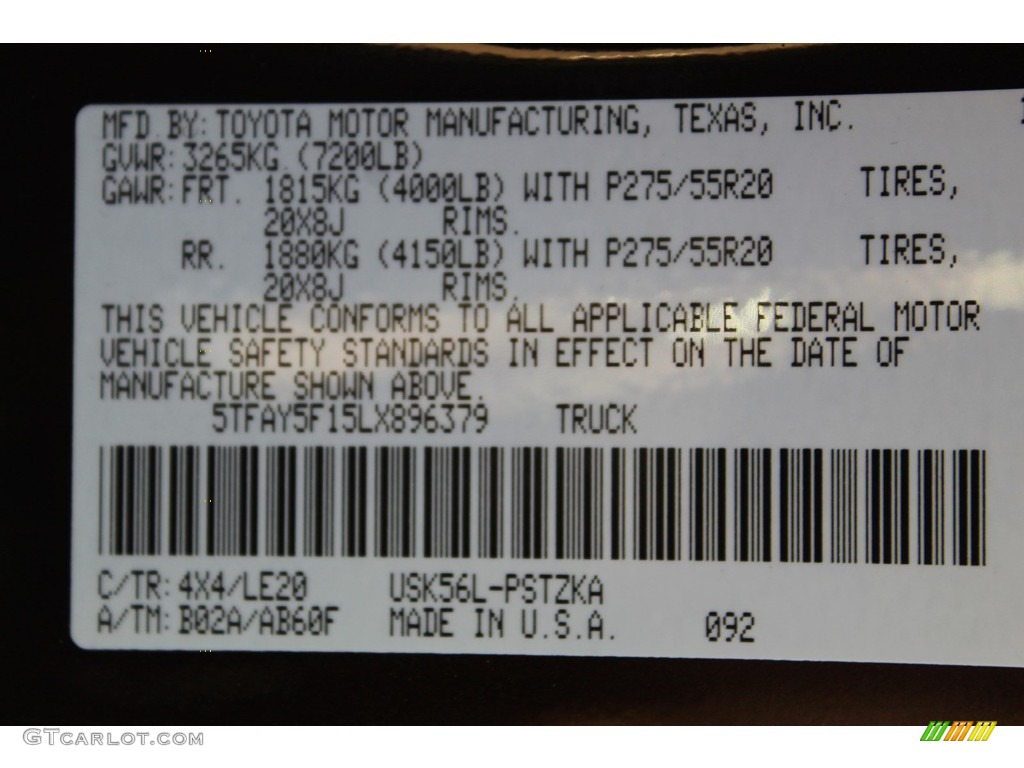 MFD.BY:TOYOTA MOTOR MANUFACTURING, TEXAS, INC.
GVWR:3265KG (7200LB)
GAWR:FRT. 1815KG (4000LB) WITH P275/55R20 TIRES,
20X8J RIMS.
RR. 1880KG (4150LB) WITH P275/55R20 TIRES,
20X8J RIMS.
THIS VEHICLE CONFORMS TO ALL APPLICABLE FEDERAL MOTOR
VEHICLE SAFETY STANDARDS IN EFFECT ON THE DATE OF
MANUFACTURE SHOWN ABOVE.
5TFAY5F15LX896379 TRUCK
C/TR:4X4/LE20 USK56L-PSTZKA
A/TM:B02A/AB60F MADE IN U.S.A. 092
GTCARLOT.COM